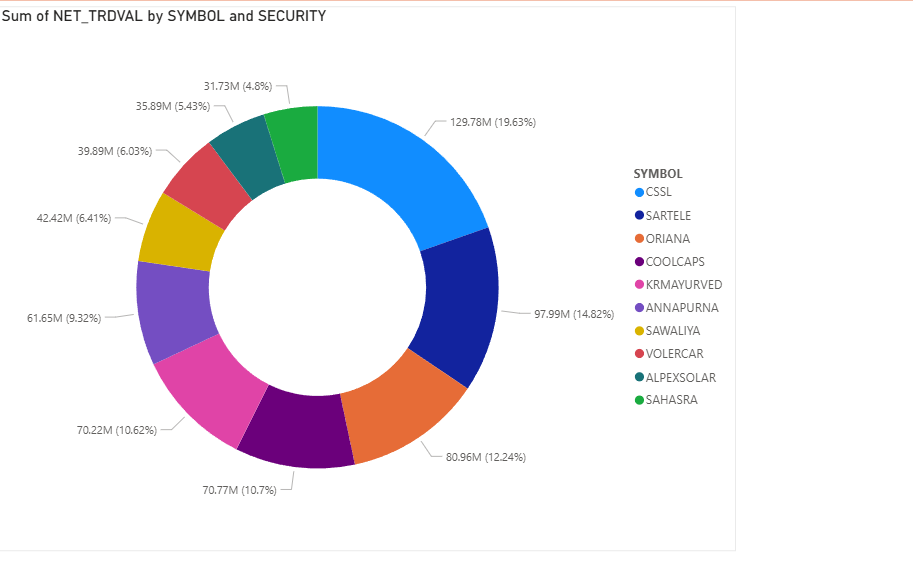 Sum of NET_TRDVAL by SYMBOL and SECURITY
31.73M (4.8%)
35.89M (5.43%)
129.78M (19.63%)
39.89M (6.03%)
42.42M (6.41%)
97.99M (14.82%)
61.65M (9.32%)
70.22M (10.62%)
80.96M (12.24%)
70.77M (10.7%)
SYMBOL
CSSL
SARTELE
ORIANA
COOLCAPS
KRMAYURVED
ANNAPURNA
SAWALIYA
VOLERCAR
ALPEXSOLAR
SAHASRA